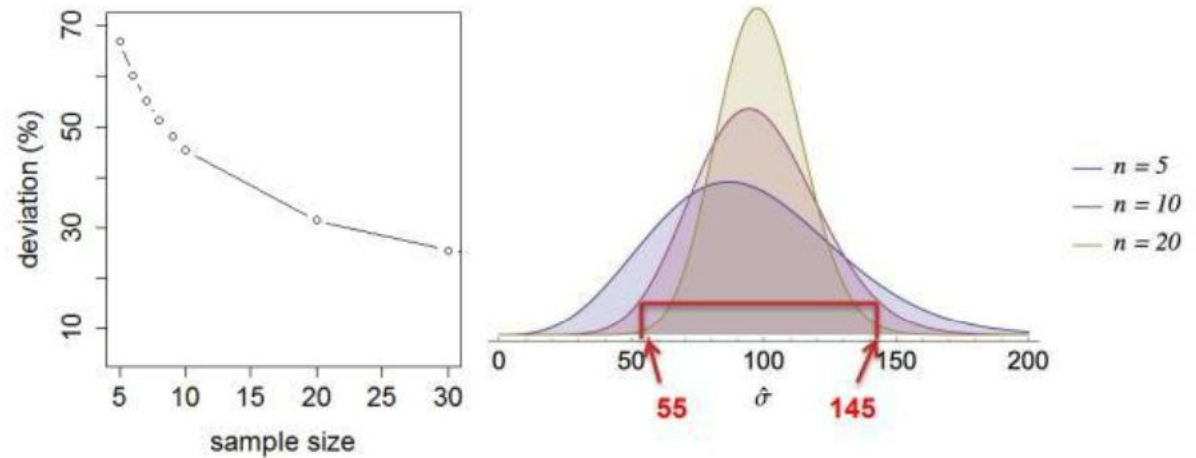 deviation (%)
70
50
30
10
5 10 15 20 25 30
sample size
0 50 100 150 200
55 σ̂ 145
n = 5
n = 10
n = 20